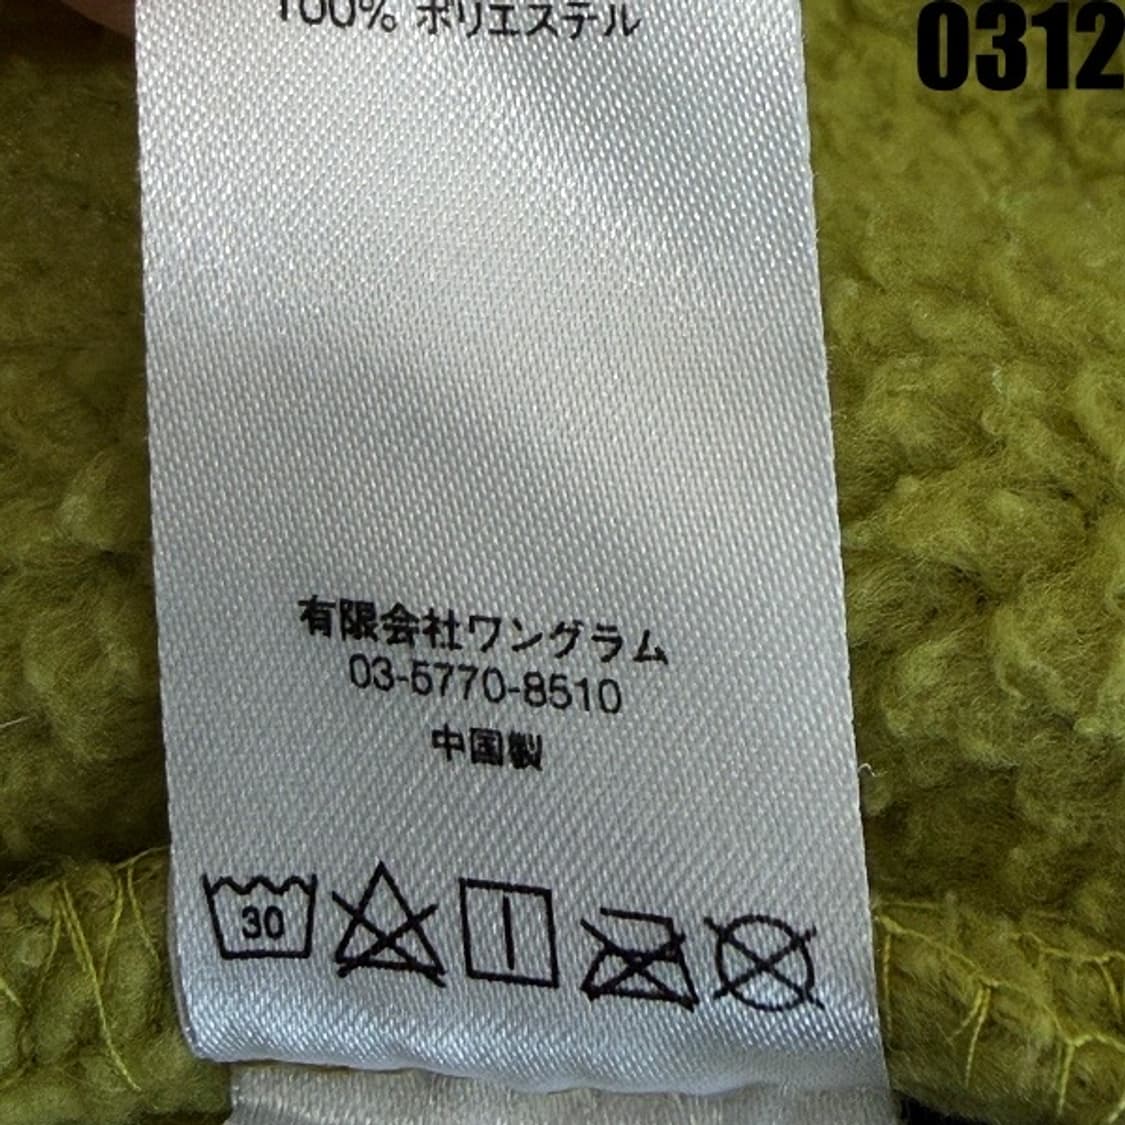 0312
100% ポリエステル
有限会社ワングラム
03-5770-8510
中国製
30